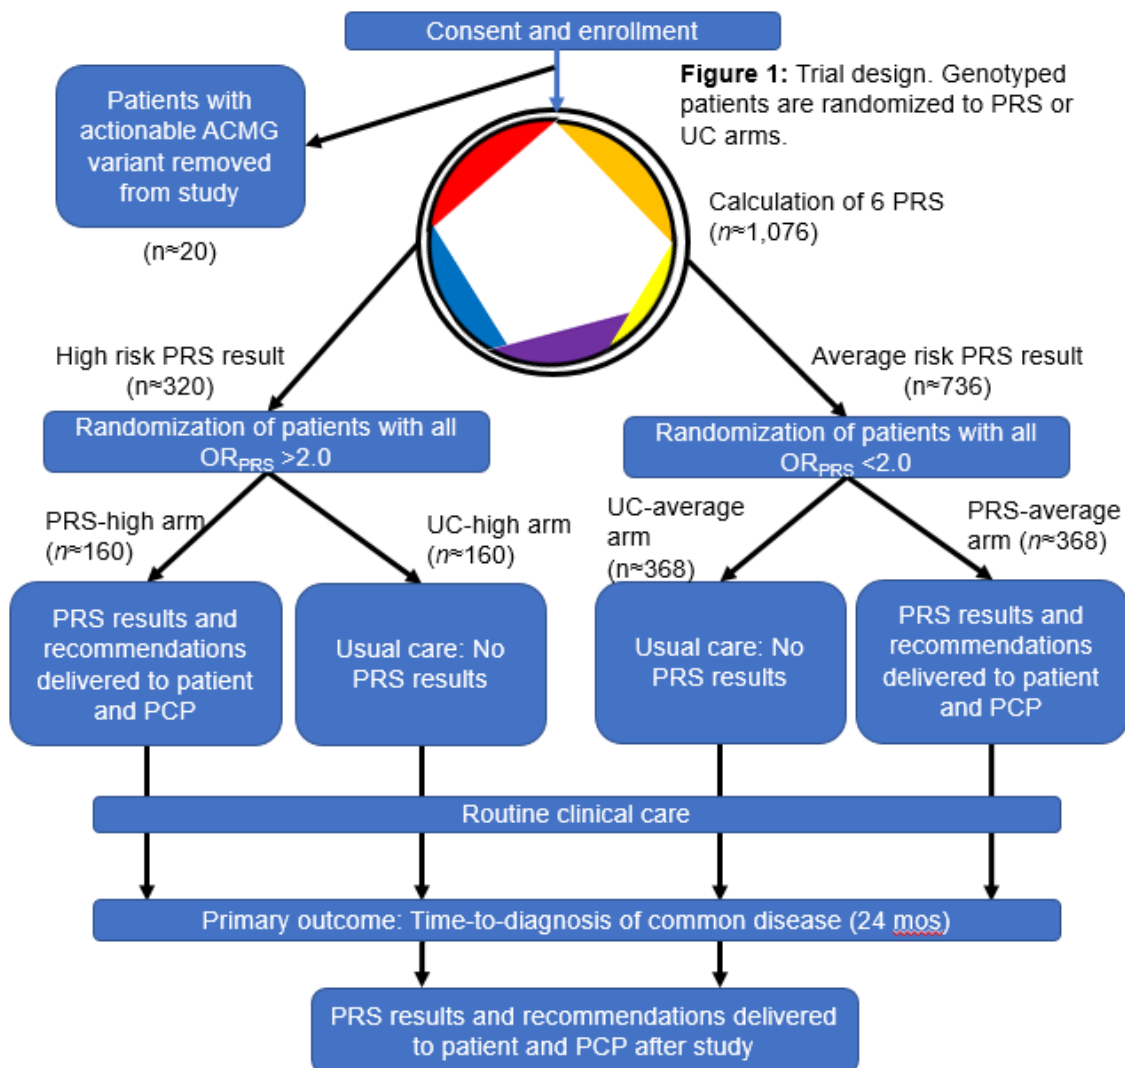 Consent and enrollment
Figure 1: Trial design. Genotyped
patients are randomized to PRS or
UC arms.
Patients with
actionable ACMG
variant removed
from study
(n≈20)
Calculation of 6 PRS
(n≈1,076)
High risk PRS result
(n≈320)
Average risk PRS result
(n≈736)
Randomization of patients with all
ORPRS >2.0
Randomization of patients with all
ORPRS <2.0
PRS-high arm
(n≈160)
UC-high arm
(n≈160)
UC-average
arm
(n≈368)
PRS-average
arm (n≈368)
PRS results and
recommendations
delivered to patient
and PCP
Usual care: No
PRS results
Usual care: No
PRS results
PRS results and
recommendations
delivered to patient
and PCP
Routine clinical care
Primary outcome: Time-to-diagnosis of common disease (24 mos)
PRS results and recommendations delivered
to patient and PCP after study